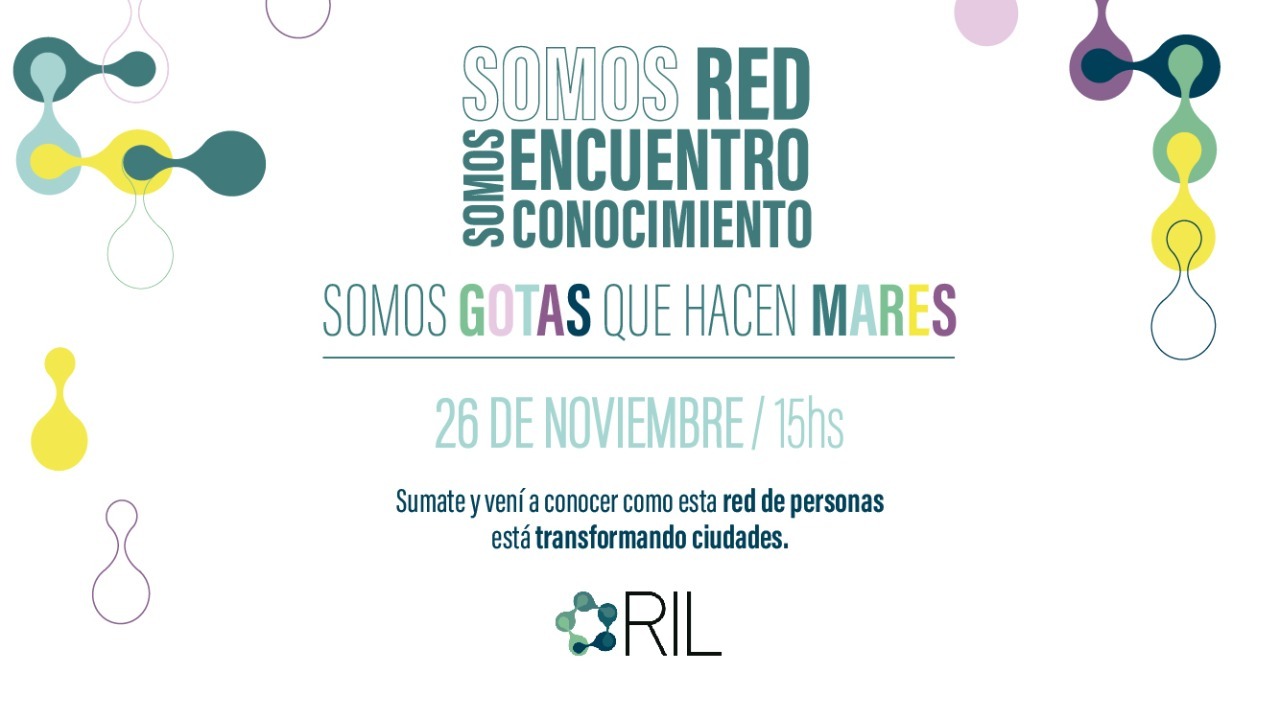 SOMOS RED
SOMOS ENCUENTRO
CONOCIMIENTO
SOMOS GOTAS QUE HACEN MARES
26 DE NOVIEMBRE / 15hs
Sumate y vení a conocer como esta red de personas
está transformando ciudades.
RIL